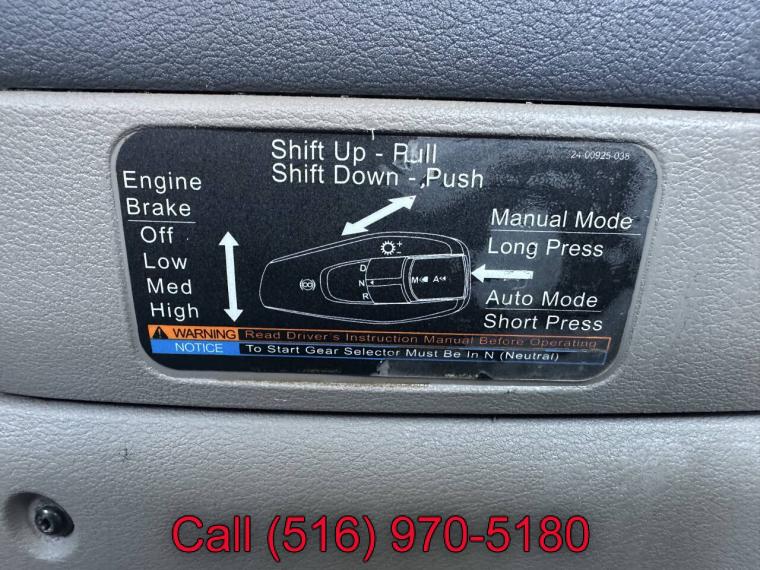 24-00925-038
Shift Up - Pull
Shift Down - Push
Engine
Brake
Off
Low
Med
High
Manual Mode
Long Press
Auto Mode
Short Press
D
N
R
M
A
WARNING Read Driver's Instruction Manual Before Operating
NOTICE To Start Gear Selector Must Be In N (Neutral)
Call (516) 970-5180